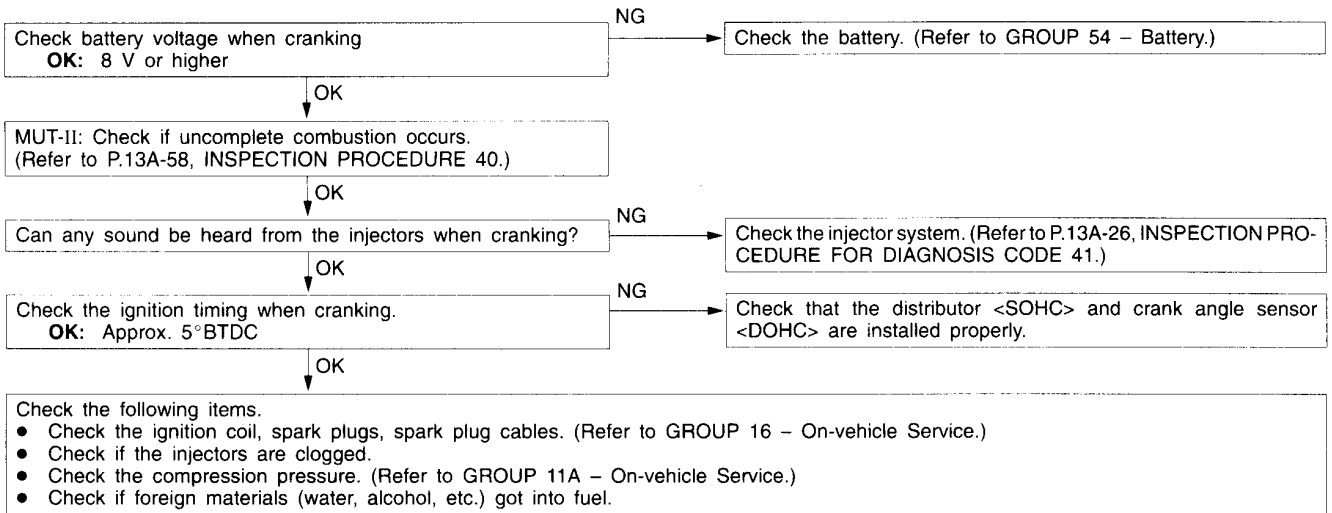 Check battery voltage when cranking
OK: 8 V or higher
NG
Check the battery. (Refer to GROUP 54 – Battery.)
OK
MUT-II: Check if uncomplete combustion occurs.
(Refer to P.13A-58, INSPECTION PROCEDURE 40.)
OK
Can any sound be heard from the injectors when cranking?
NG
Check the injector system. (Refer to P.13A-26, INSPECTION PRO-
CEDURE FOR DIAGNOSIS CODE 41.)
OK
Check the ignition timing when cranking.
OK: Approx. 5°BTDC
NG
Check that the distributor <SOHC> and crank angle sensor
<DOHC> are installed properly.
OK
Check the following items.
● Check the ignition coil, spark plugs, spark plug cables. (Refer to GROUP 16 – On-vehicle Service.)
● Check if the injectors are clogged.
● Check the compression pressure. (Refer to GROUP 11A – On-vehicle Service.)
● Check if foreign materials (water, alcohol, etc.) got into fuel.